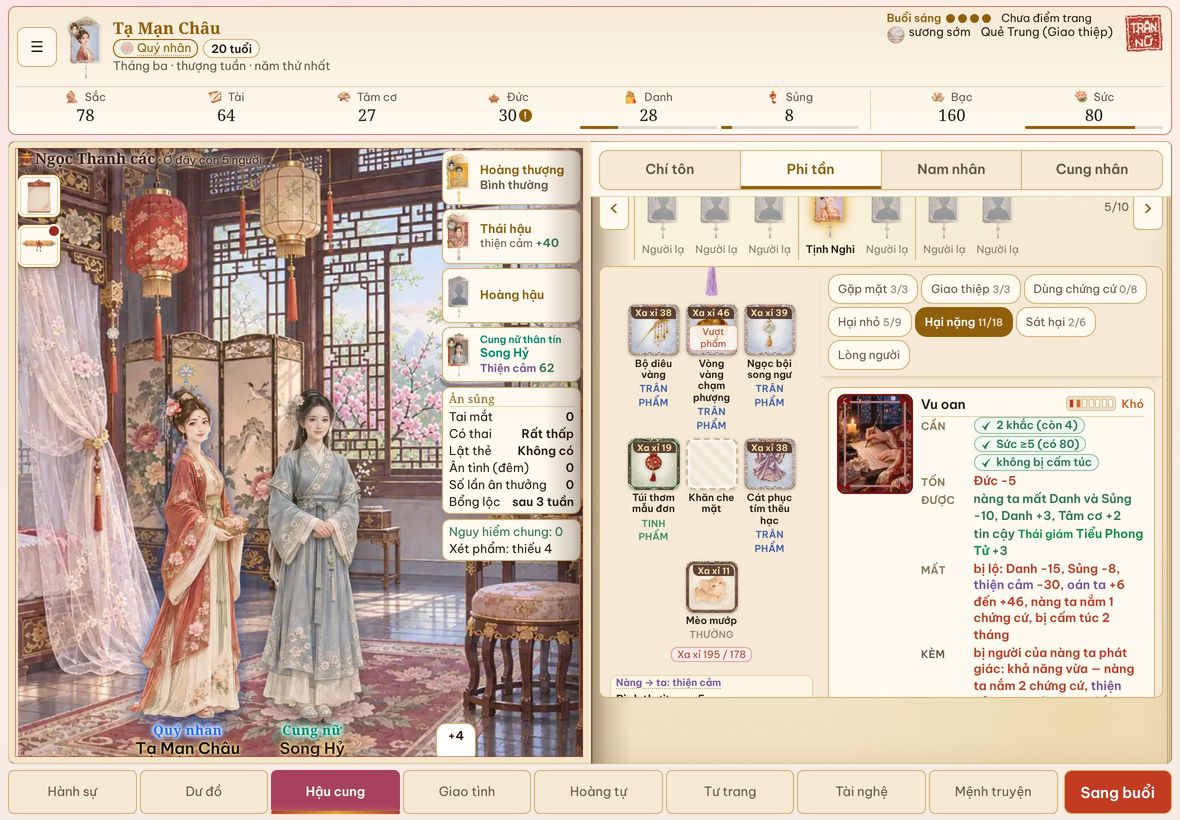 ☰
Tạ Mạn Châu
Quý nhân
20 tuổi
Tháng ba · thượng tuần · năm thứ nhất
Buổi sáng
Chưa điểm trang
sương sớm
Quẻ Trung (Giao thiệp)
TRÂN NỮ
Sắc
78
Tài
64
Tâm cơ
27
Đức
30 !
Danh
28
Sủng
8
Bạc
160
Sức
80
Ngọc Thanh các · Ở đây còn 5 người
Hoàng thượng
Bình thường
Thái hậu
thiện cảm +40
Hoàng hậu
Cung nữ thân tín
Song Hỷ
Thiện cảm 62
Ân sủng
Tai mắt 0
Có thai Rất thấp
Lật thẻ Không có
Ân tình (đêm) 0
Số lần ân thưởng 0
Bổng lộc sau 3 tuần
Nguy hiểm chung: 0
Xét phẩm: thiếu 4
Quý nhân
Tạ Mạn Châu
Cung nữ
Song Hỷ
+4
Chí tôn
Phi tần
Nam nhân
Cung nhân
Người lạ
Người lạ
Người lạ
Tịnh Nghi
Người lạ
Người lạ
Người lạ
5/10
Xa xỉ 38
Bộ diêu vàng
TRÂN PHẨM
Xa xỉ 46
Vượt phẩm
Vòng vàng chạm phượng
TRÂN PHẨM
Xa xỉ 39
Ngọc bội song ngư
TRÂN PHẨM
Xa xỉ 19
Túi thơm mẫu đơn
TINH PHẨM
Khăn che mặt
Xa xỉ 38
Cát phục tím thêu hạc
TRÂN PHẨM
Xa xỉ 11
Mèo mướp
THƯỜNG
Xa xỉ 195 / 178
Nàng → ta: thiện cảm
Gặp mặt 3/3
Giao thiệp 3/3
Dùng chứng cứ 0/8
Hại nhỏ 5/9
Hại nặng 11/18
Sát hại 2/6
Lòng người
Vu oan
Khó
CẦN
✓ 2 khắc (còn 4)
✓ Sức ≥5 (có 80)
✓ không bị cấm túc
TỐN
Đức -5
ĐƯỢC
nàng ta mất Danh và Sủng
-10, Danh +3, Tâm cơ +2
tin cậy Thái giám Tiểu Phong
Tử +3
MẤT
bị lộ: Danh -15, Sủng -8,
thiện cảm -30, oán ta +6
đến +46, nàng ta nắm 1
chứng cứ, bị cấm túc 2
tháng
KÈM
bị người của nàng ta phát
giác: khả năng vừa — nàng
ta nắm 2 chứng cứ, thiện
Hành sự
Dư đồ
Hậu cung
Giao tình
Hoàng tự
Tư trang
Tài nghệ
Mệnh truyện
Sang buổi